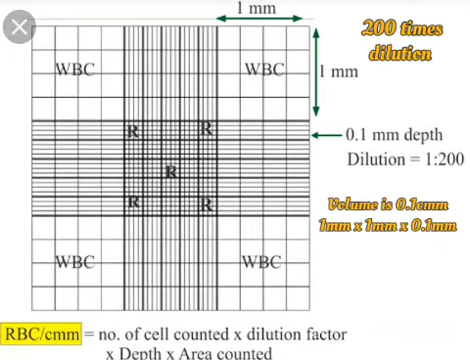 1 mm
200 times
dilution
WBC
WBC
1 mm
R
R
0.1 mm depth
Dilution = 1:200
R
R
R
Volume is 0.1cmm
1mm x 1mm x 0.1mm
WBC
WBC
RBC/cmm = no. of cell counted x dilution factor
x Depth x Area counted